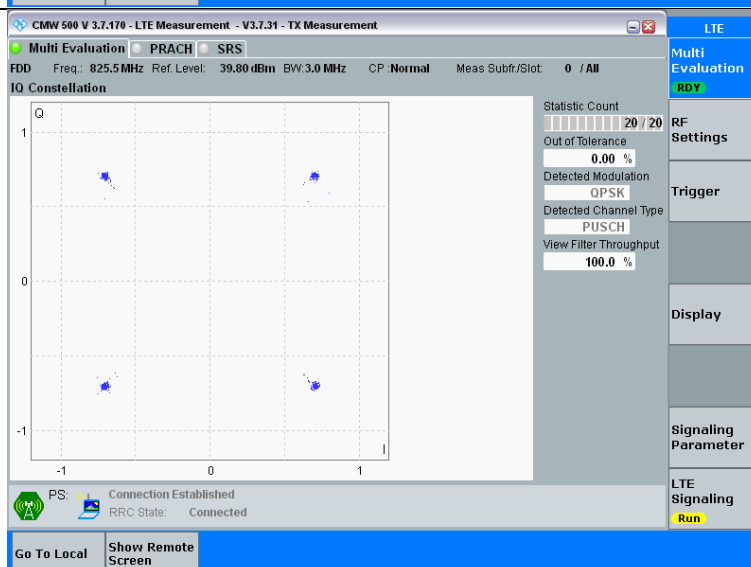 CMW 500 V 3.7.170 - LTE Measurement - V3.7.31 - TX Measurement
LTE
Multi Evaluation PRACH SRS
Multi Evaluation
RDY
FDD Freq.: 825.5 MHz Ref. Level: 39.80 dBm BW: 3.0 MHz CP :Normal Meas Subfr./Slot: 0 / All
IQ Constellation
Q
1
0
-1
-1 0 1
I
Statistic Count
20 / 20
Out of Tolerance
0.00 %
Detected Modulation
QPSK
Detected Channel Type
PUSCH
View Filter Throughput
100.0 %
RF Settings
Trigger
Display
Signaling Parameter
LTE Signaling
Run
PS: Connection Established
RRC State: Connected
Go To Local
Show Remote Screen